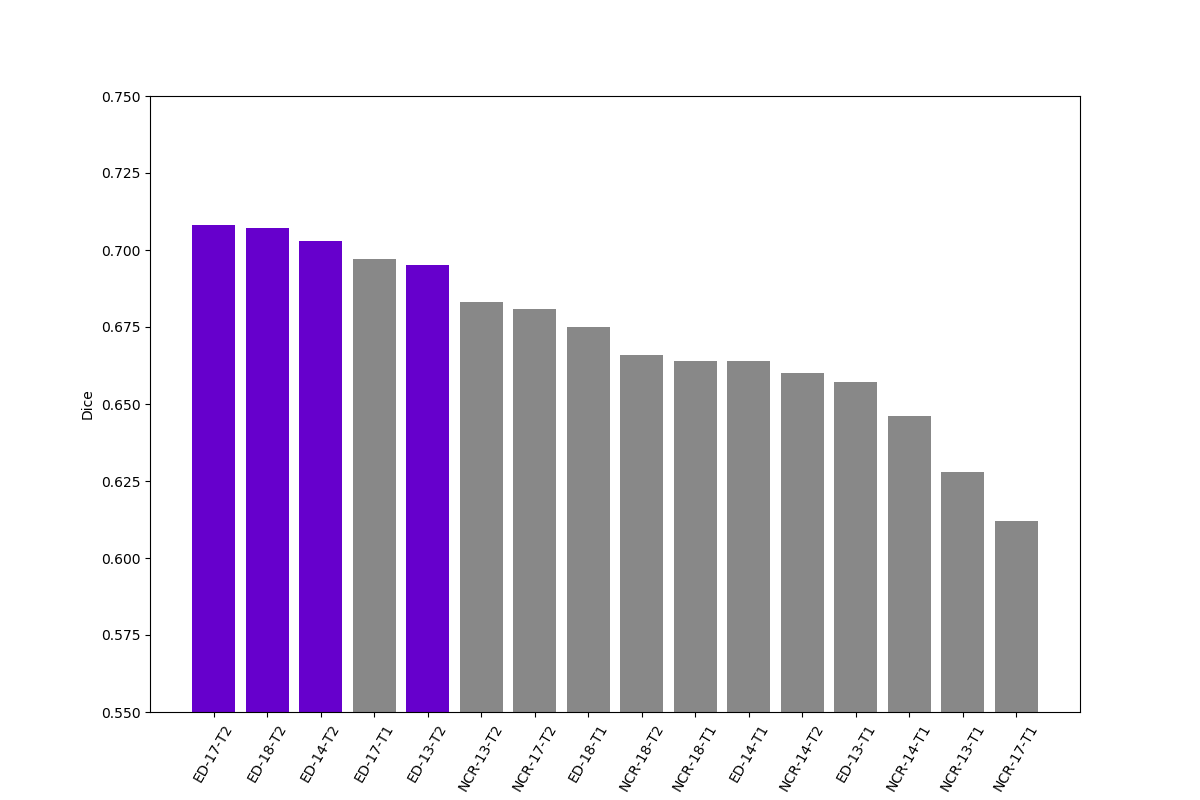 0.750
0.725
0.700
0.675
0.650
0.625
0.600
0.575
0.550
Dice
ED-17-T2
ED-18-T2
ED-14-T2
ED-17-T1
ED-13-T2
NCR-13-T2
NCR-17-T2
ED-18-T1
NCR-18-T2
NCR-18-T1
ED-14-T1
NCR-14-T2
ED-13-T1
NCR-14-T1
NCR-13-T1
NCR-17-T1